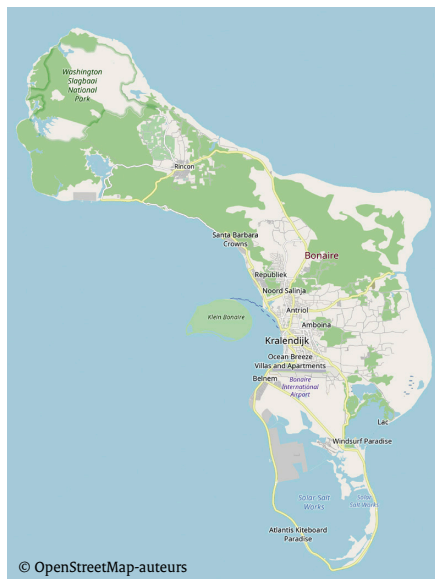 Washington
Slagbaai
National
Park
Rincon
Santa Barbara
Crowns
Bonaire
Republiek
Noord Salinja
Klein Bonaire
Antriol
Amboina
Kralendijk
Ocean Breeze
Villas and Apartments
Belnem
Bonaire
International
Airport
Lac
Windsurf Paradise
Solar Salt
Works
Solar
Salt Works
Atlantis Kiteboard
Paradise
© OpenStreetMap-auteurs